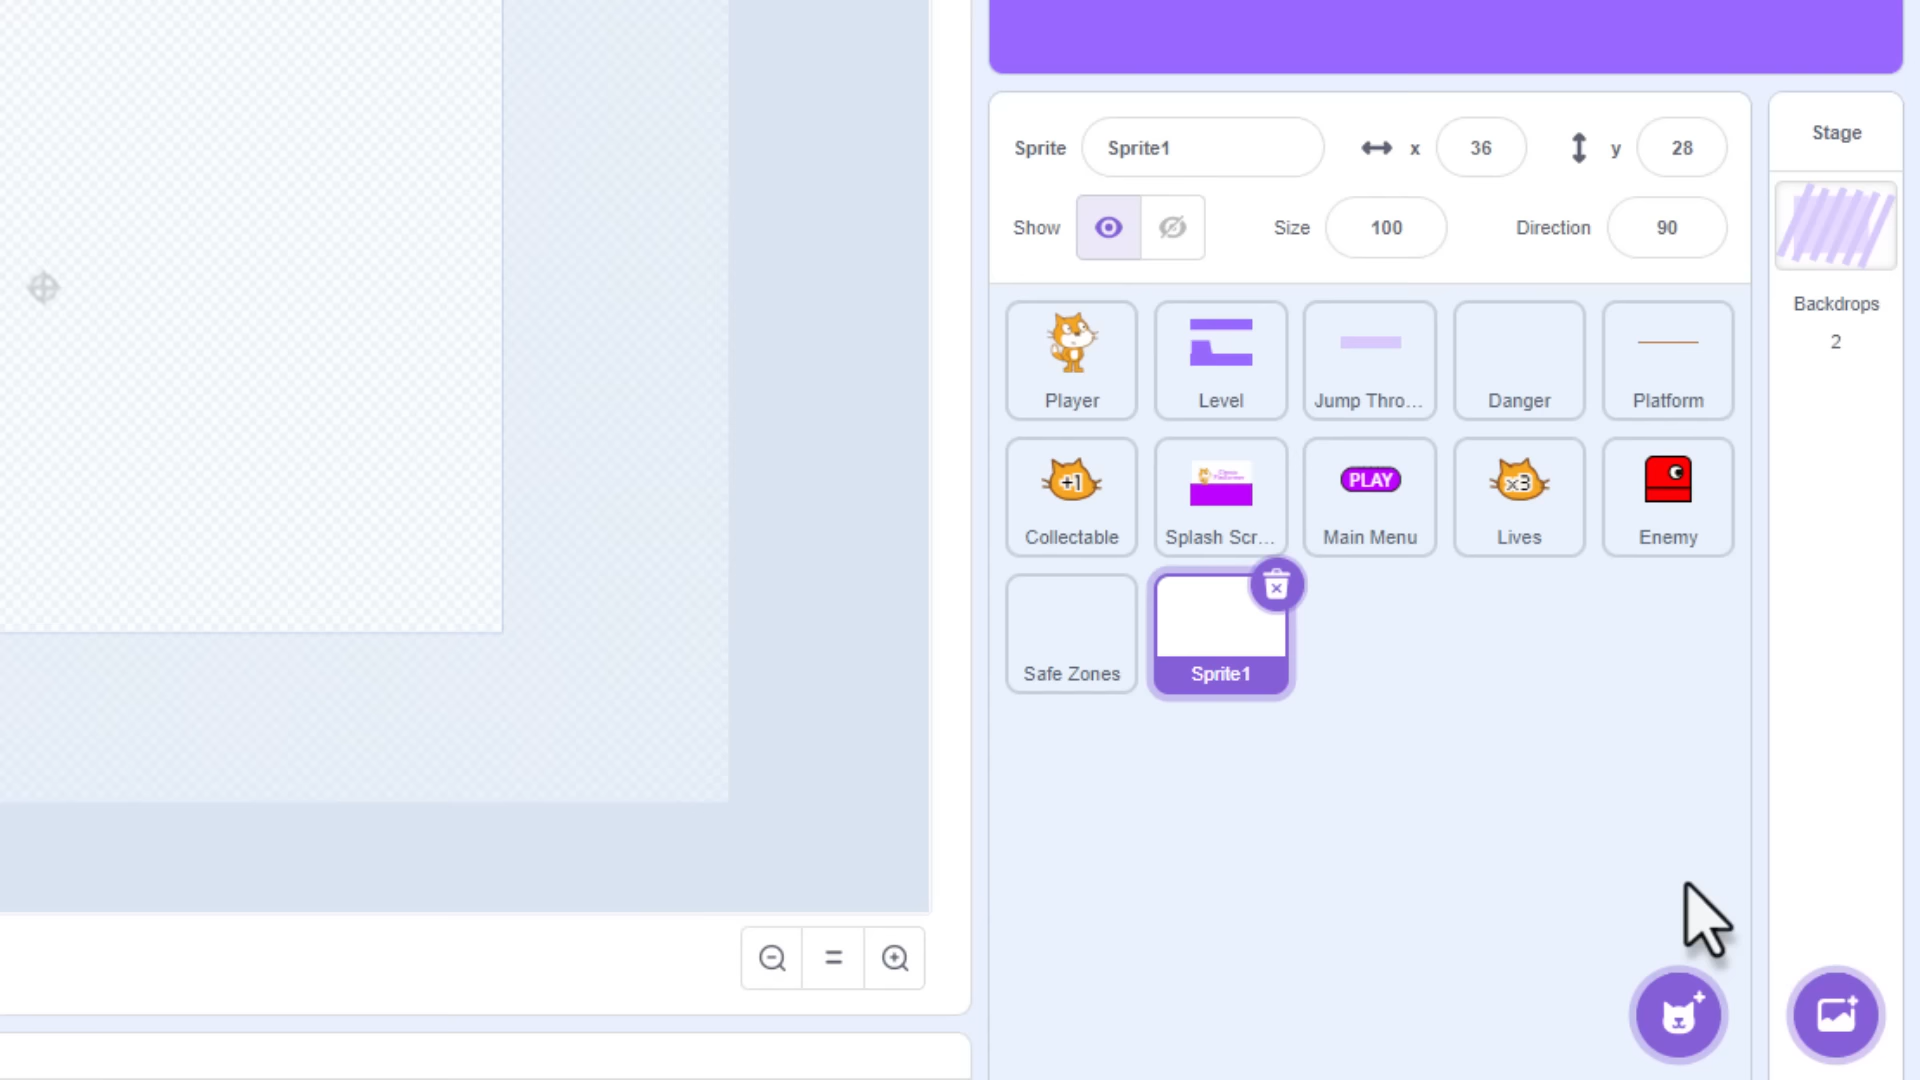 Sprite Sprite1 x 36 y 28
Show Size 100 Direction 90
Stage
Backdrops
2
Player Level Jump Thro... Danger Platform
+1 PLAY x3
Collectable Splash Scr... Main Menu Lives Enemy
Safe Zones Sprite1